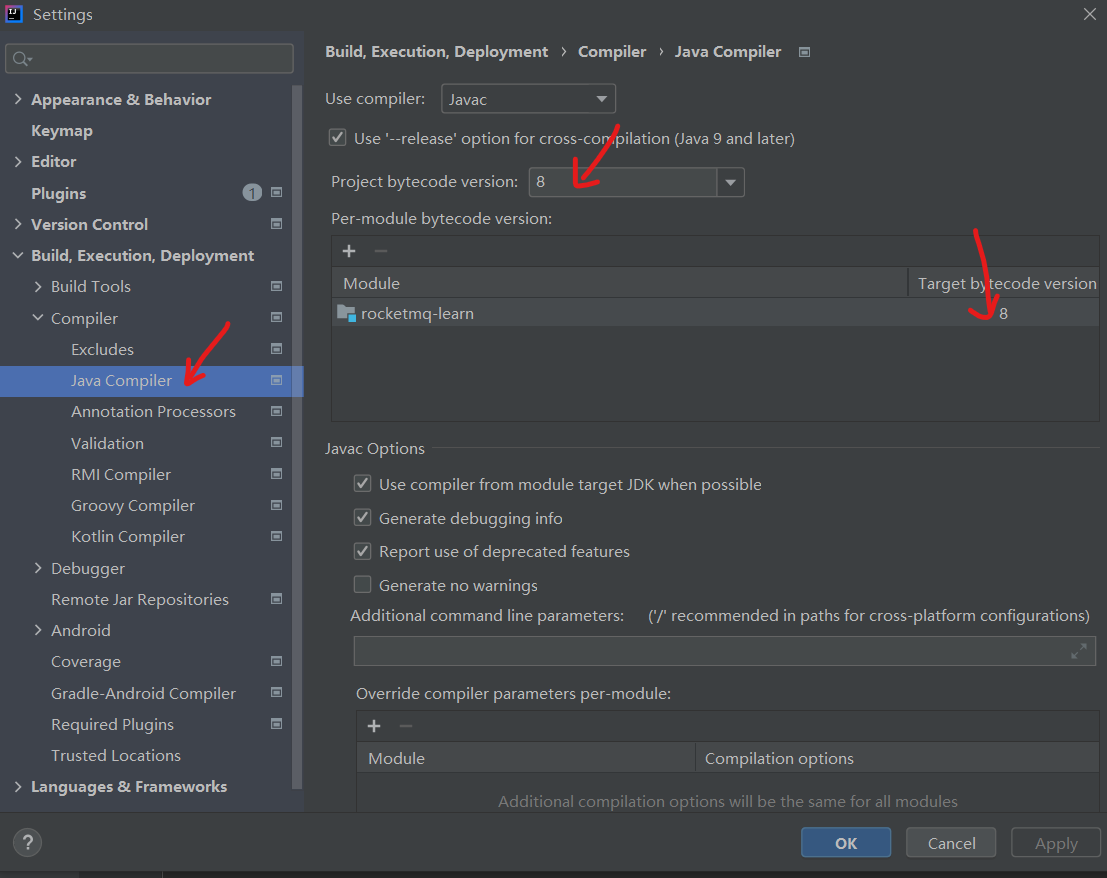 Settings
Appearance & Behavior
Keymap
Editor
Plugins 1
Version Control
Build, Execution, Deployment
Build Tools
Compiler
Excludes
Java Compiler
Annotation Processors
Validation
RMI Compiler
Groovy Compiler
Kotlin Compiler
Debugger
Remote Jar Repositories
Android
Coverage
Gradle-Android Compiler
Required Plugins
Trusted Locations
Languages & Frameworks
Build, Execution, Deployment › Compiler › Java Compiler
Use compiler: Javac
Use '--release' option for cross-compilation (Java 9 and later)
Project bytecode version: 8
Per-module bytecode version:
Module Target bytecode version
rocketmq-learn 8
Javac Options
Use compiler from module target JDK when possible
Generate debugging info
Report use of deprecated features
Generate no warnings
Additional command line parameters: ('/' recommended in paths for cross-platform configurations)
Override compiler parameters per-module:
Module Compilation options
Additional compilation options will be the same for all modules
? OK Cancel Apply